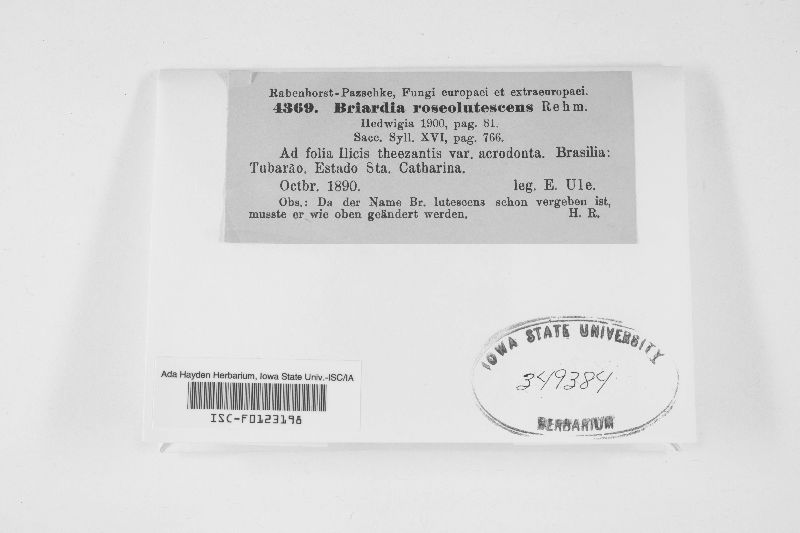 Rabenhorst-Pazschke, Fungi europaei et extraeuropaei.
4369. Briardia roseolutescens Rehm.
Hedwigia 1900, pag. 81.
Sacc. Syll. XVI, pag. 766.
Ad folia Ilicis theezantis var. acrodonta. Brasilia:
Tubarão, Estado Sta. Catharina.
Octbr. 1890. leg. E. Ule.
Obs.: Da der Name Br. lutescens schon vergeben ist,
musste er wie oben geändert werden. H. R.
Ada Hayden Herbarium, Iowa State Univ.-ISC/IA
ISC-F0123198
IOWA STATE UNIVERSITY
349384
HERBARIUM